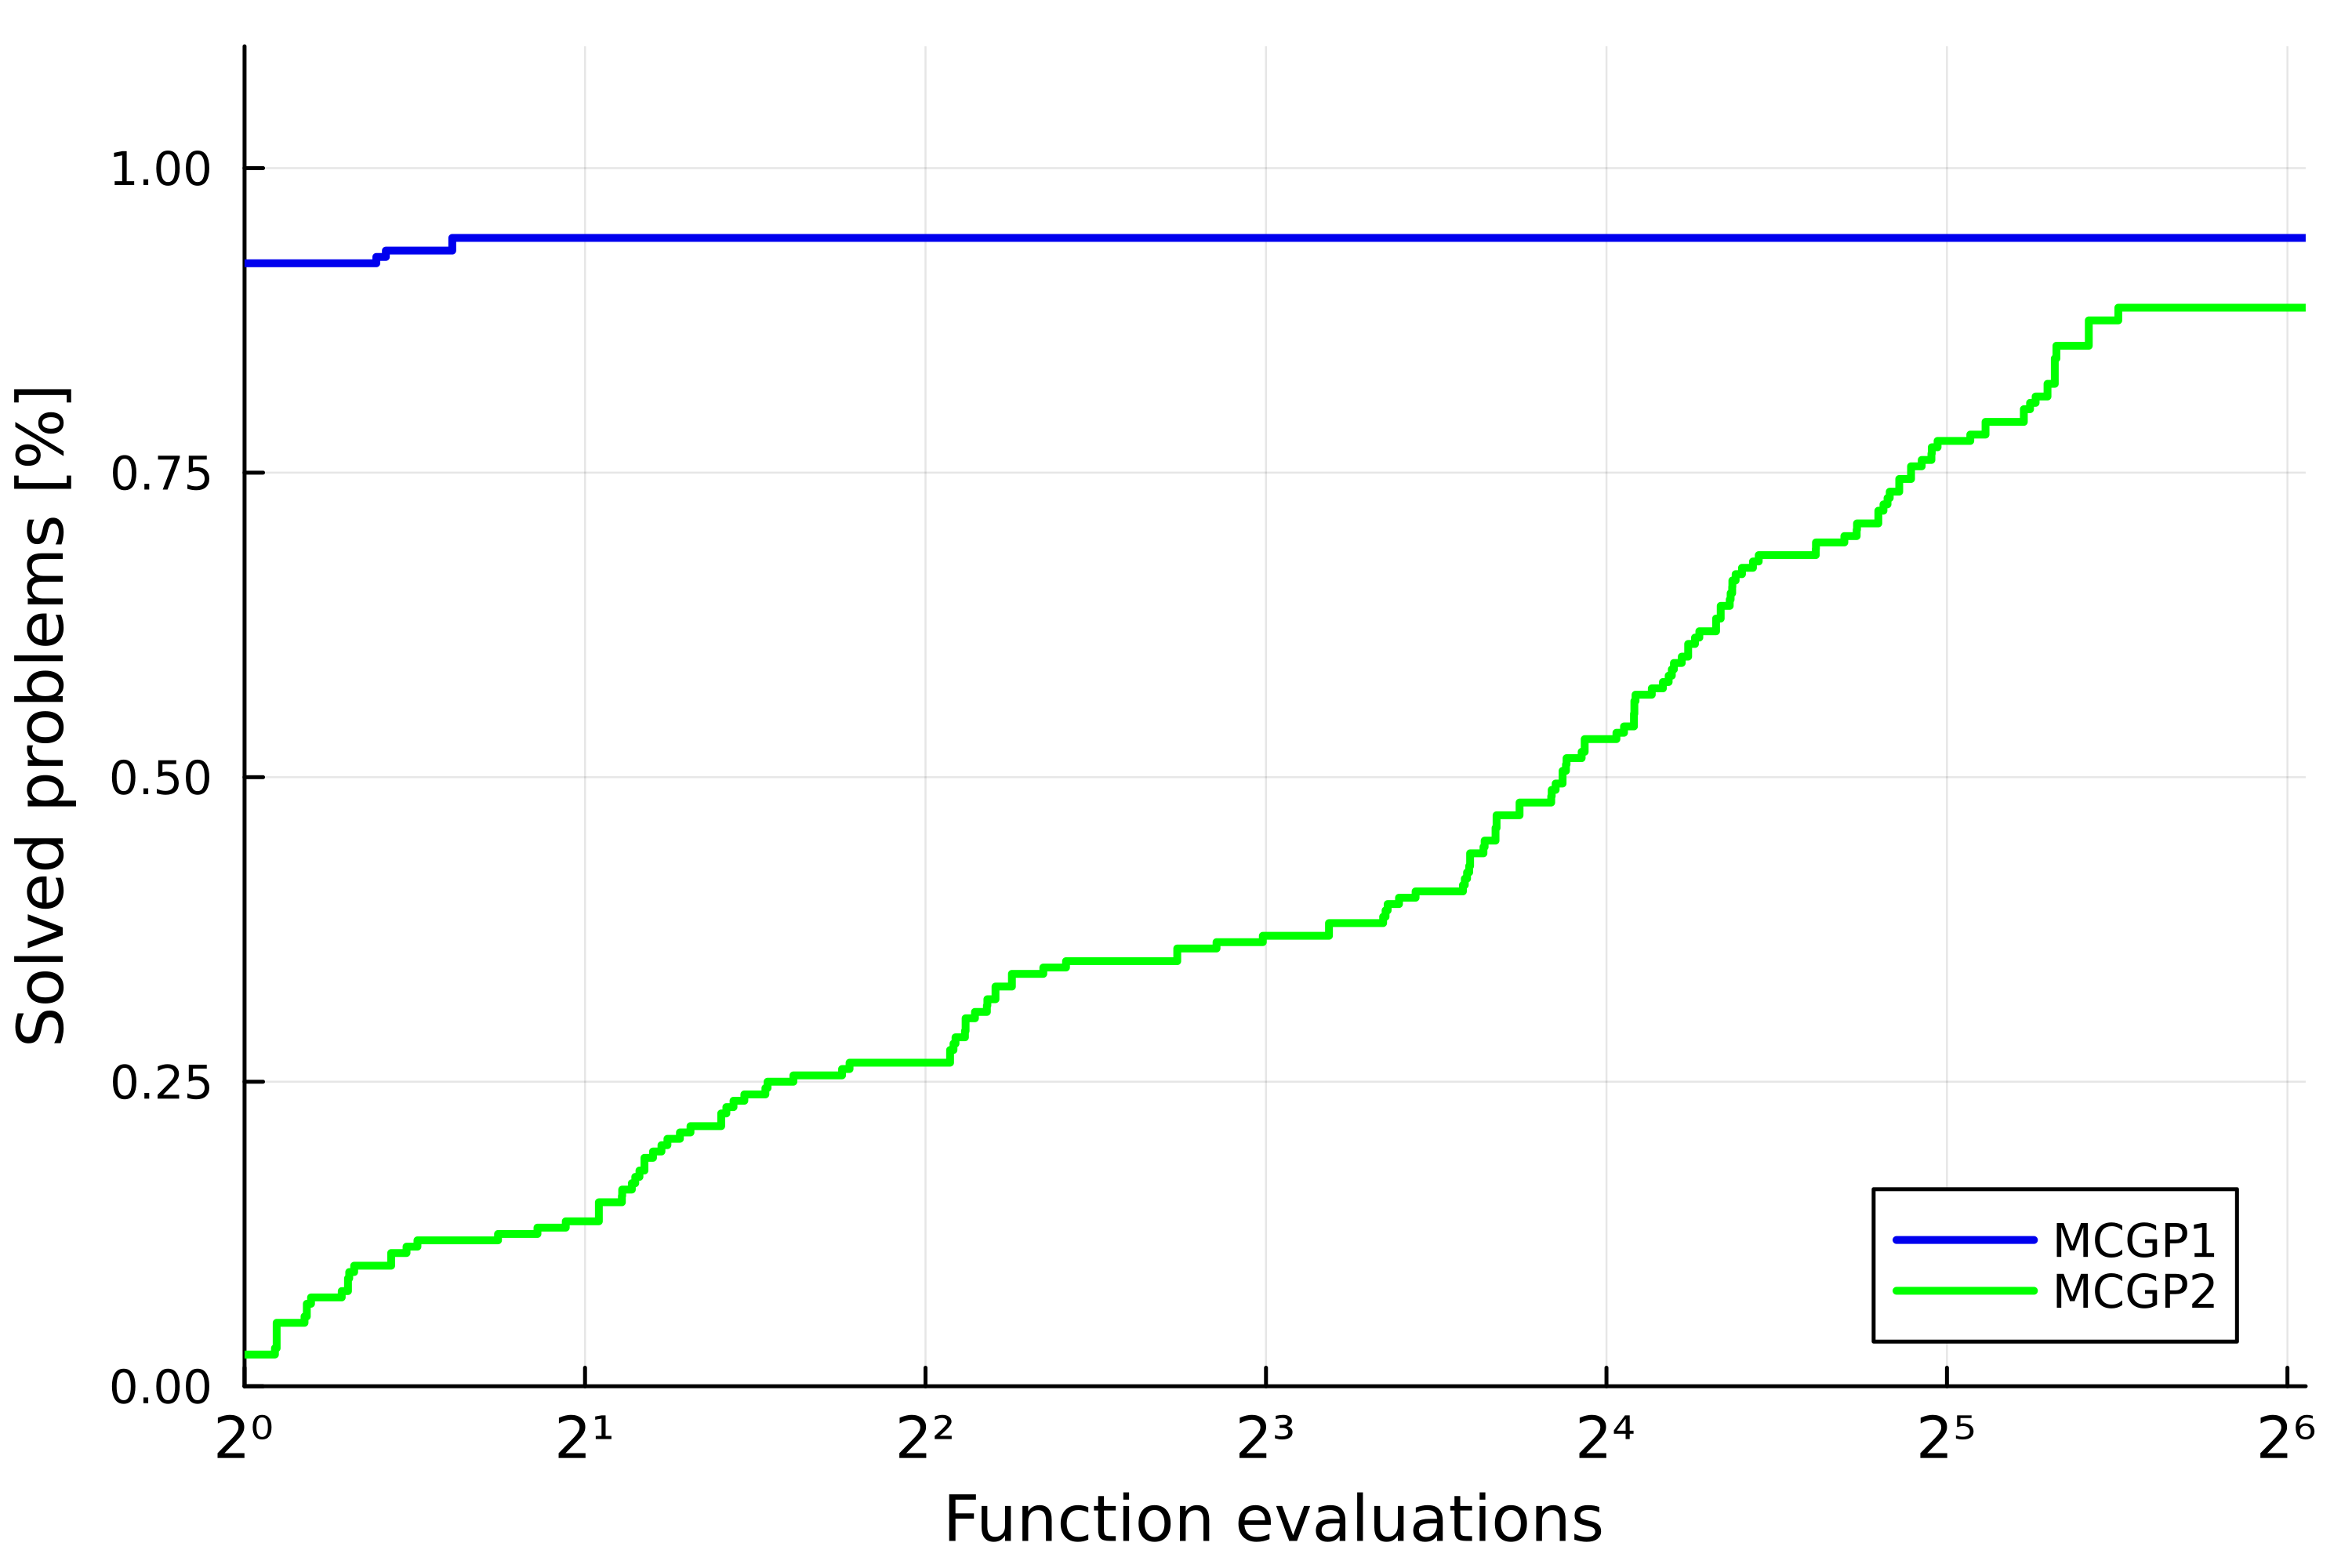 Solved problems [%]
1.00
0.75
0.50
0.25
0.00
2⁰ 2¹ 2² 2³ 2⁴ 2⁵ 2⁶
Function evaluations
MCGP1
MCGP2